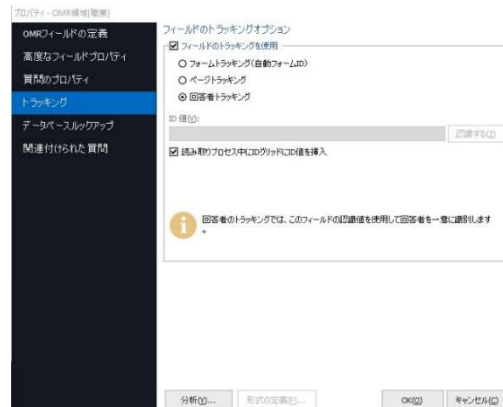 プロパティ - OMR領域[職業]
OMRフィールドの定義
高度なフィールドプロパティ
質問のプロパティ
トラッキング
データベースルックアップ
関連付けられた質問
フィールドのトラッキングオプション
フィールドのトラッキングを使用
フォームトラッキング(自動フォームID)
ページトラッキング
回答者トラッキング
ID 値(V):
認識する(J)
読み取りプロセス中にIDグリッドにID値を挿入
回答者のトラッキングでは、このフィールドの認識値を使用して回答者を一意に識別します
。
分析(Y)...
形式の定義(F)...
OK(O)
キャンセル(C)